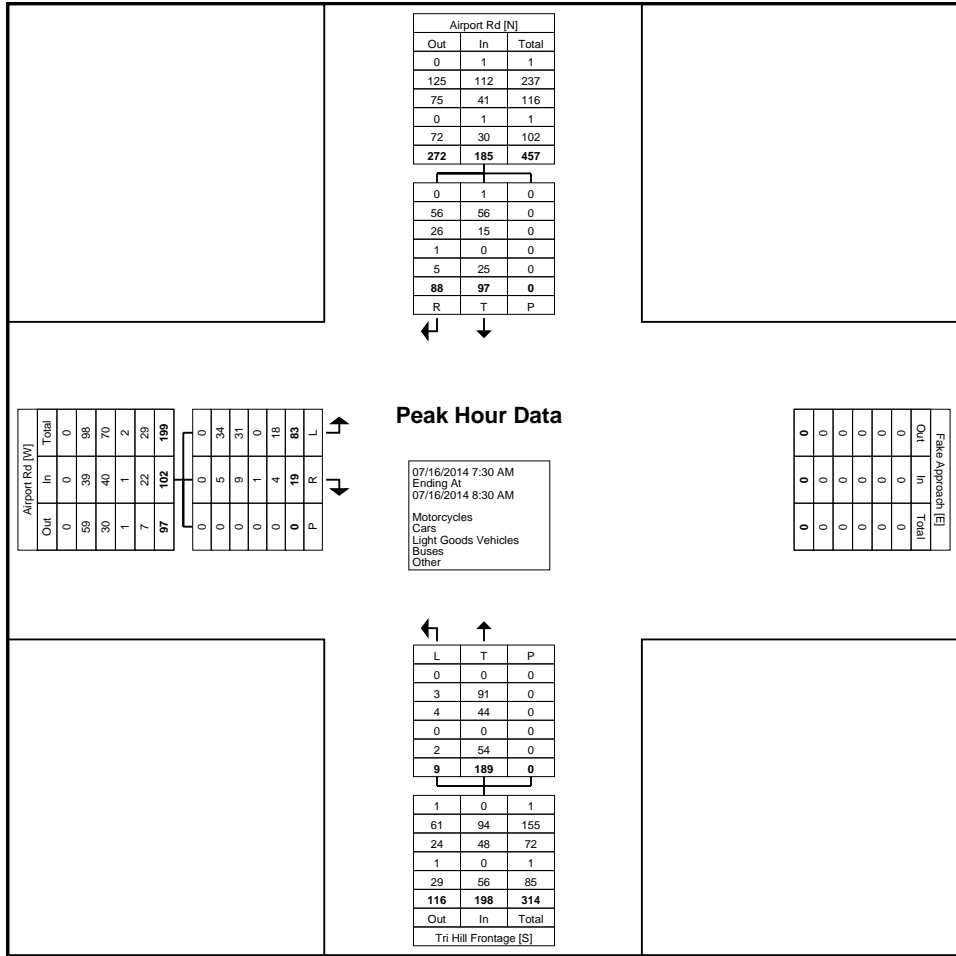 Airport Rd [N]
Out In Total
0 1 1
125 112 237
75 41 116
0 1 1
72 30 102
272 185 457
0 1 0
56 56 0
26 15 0
1 0 0
5 25 0
88 97 0
R T P
Airport Rd [W]
Total 0 98 70 2 29 199
In 0 39 40 1 22 102
Out 0 59 30 1 7 97
0 34 31 0 18 83 L
0 5 9 1 4 19 R
0 0 0 0 0 0 P
Peak Hour Data
07/16/2014 7:30 AM
Ending At
07/16/2014 8:30 AM
Motorcycles
Cars
Light Goods Vehicles
Buses
Other
Fake Approach [E]
Out 0 0 0 0 0 0
In 0 0 0 0 0 0
Total 0 0 0 0 0 0
L T P
0 0 0
3 91 0
4 44 0
0 0 0
2 54 0
9 189 0
1 0 1
61 94 155
24 48 72
1 0 1
29 56 85
116 198 314
Out In Total
Tri Hill Frontage [S]